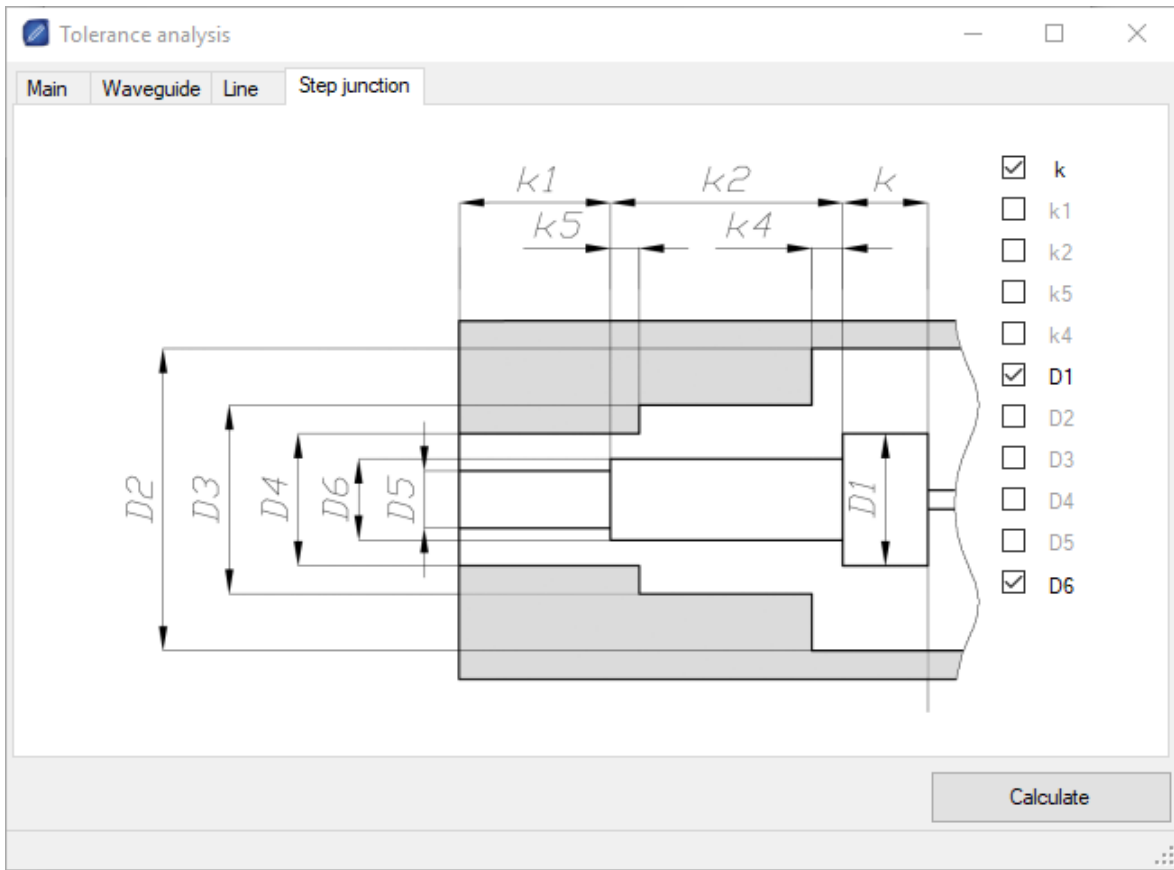 Tolerance analysis
Main Waveguide Line Step junction
k1 k2 k
k5 k4
D2 D3 D4 D6 D5 D1
k
k1
k2
k5
k4
D1
D2
D3
D4
D5
D6
Calculate